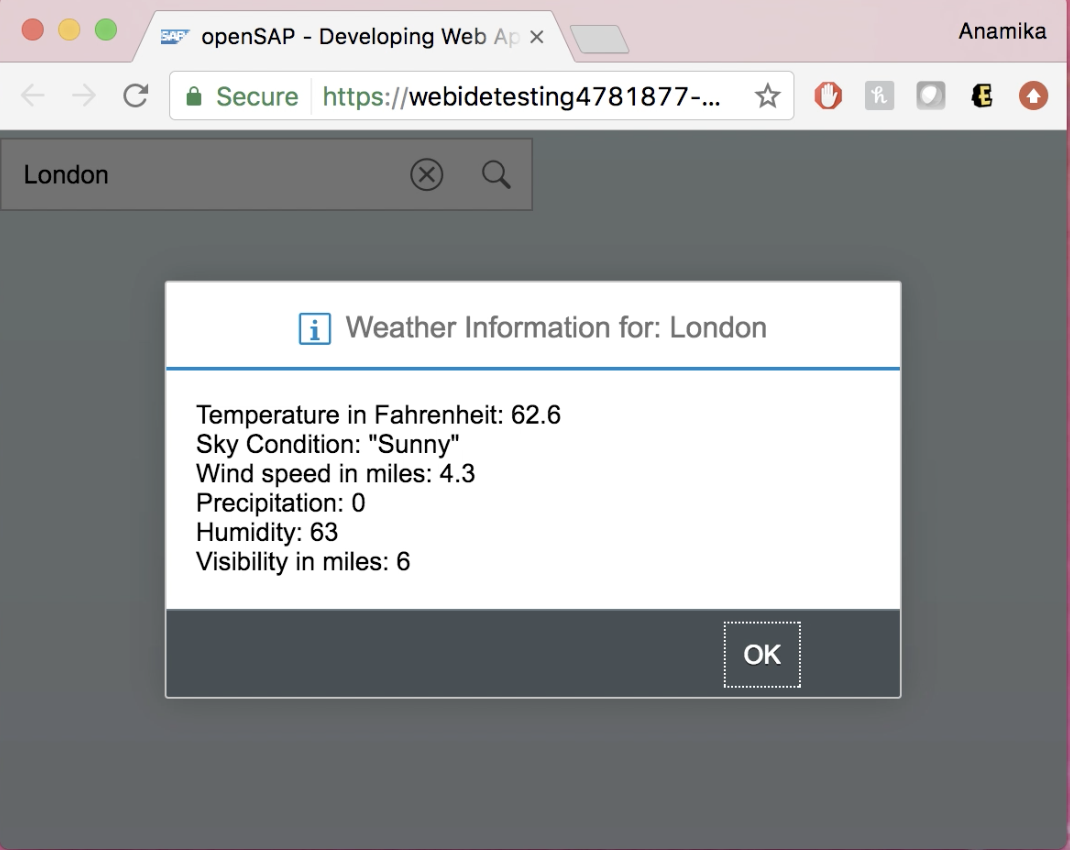 SAP openSAP - Developing Web Ap
Anamika
Secure https://webidetesting4781877-...
London
Weather Information for: London
Temperature in Fahrenheit: 62.6
Sky Condition: "Sunny"
Wind speed in miles: 4.3
Precipitation: 0
Humidity: 63
Visibility in miles: 6
OK